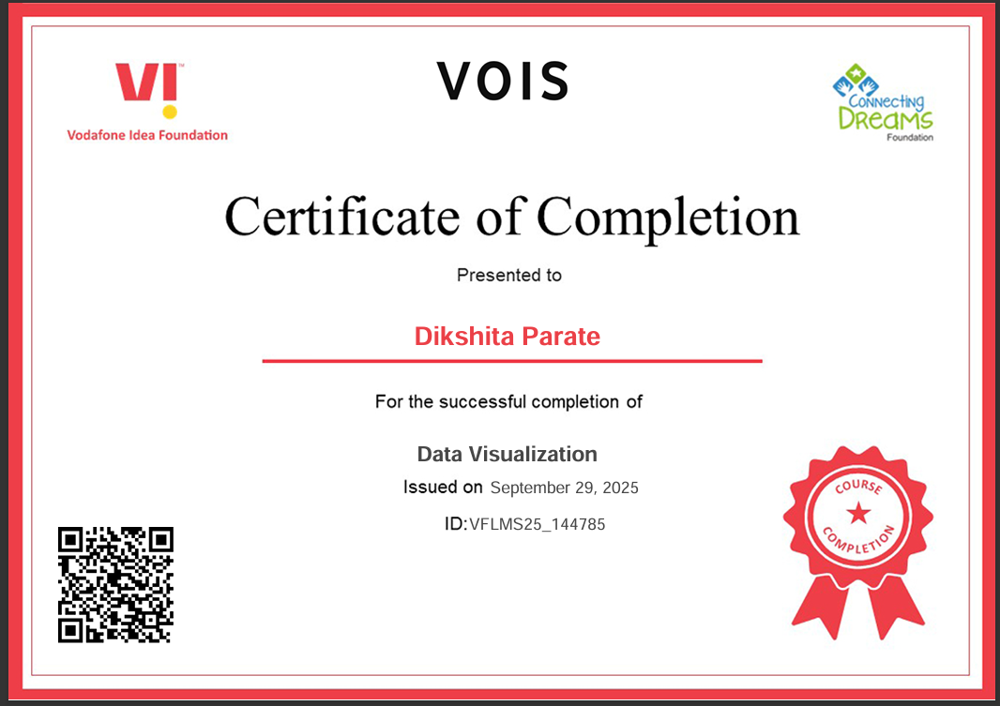 VI™
Vodafone Idea Foundation
VOIS
Connecting
Dreams
Foundation
Certificate of Completion
Presented to
Dikshita Parate
For the successful completion of
Data Visualization
Issued on September 29, 2025
ID:VFLMS25_144785
COURSE
COMPLETION